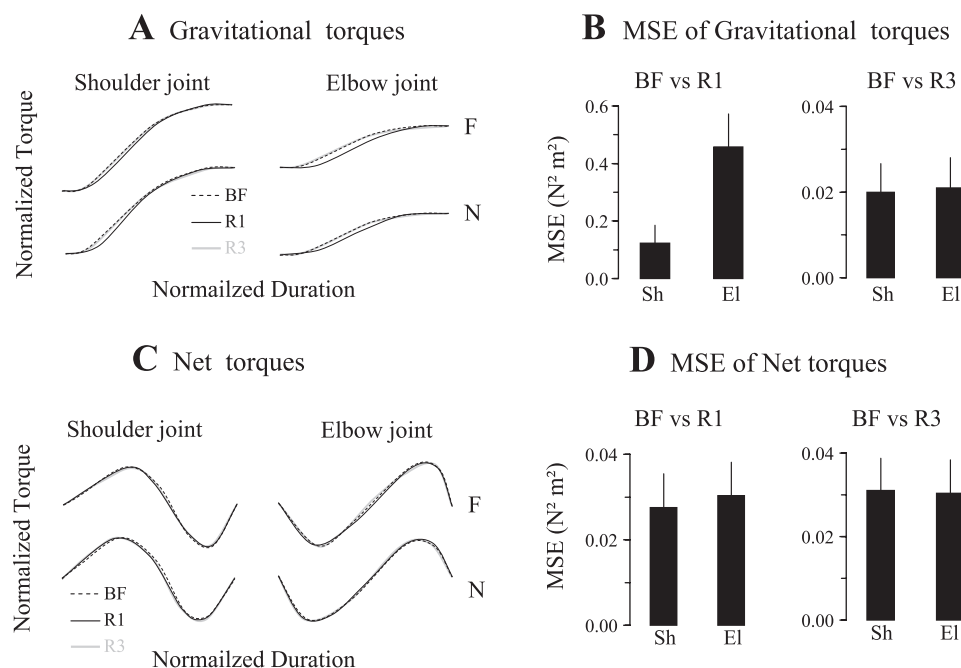 A Gravitational torques
Shoulder joint
Elbow joint
Normalized Torque
F
N
BF
R1
R3
Normailzed Duration
B MSE of Gravitational torques
BF vs R1
BF vs R3
MSE (N² m²)
0.6
0.4
0.2
0.0
Sh
El
0.04
0.02
0.00
Sh
El
C Net torques
Shoulder joint
Elbow joint
Normalized Torque
F
N
BF
R1
R3
Normailzed Duration
D MSE of Net torques
BF vs R1
BF vs R3
MSE (N² m²)
0.04
0.02
0.00
Sh
El
0.04
0.02
0.00
Sh
El